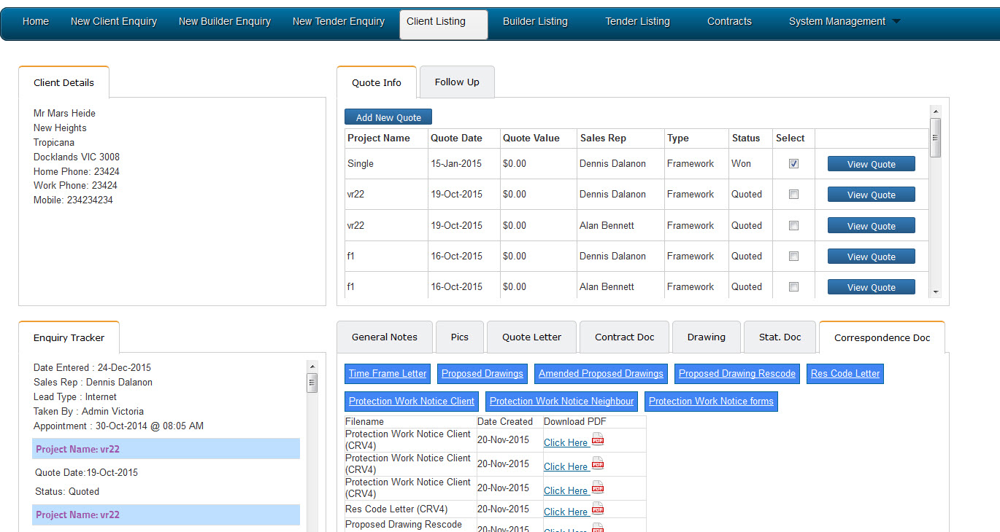 Home New Client Enquiry New Builder Enquiry New Tender Enquiry Client Listing Builder Listing Tender Listing Contracts System Management
Client Details
Mr Mars Heide
New Heights
Tropicana
Docklands VIC 3008
Home Phone: 23424
Work Phone: 23424
Mobile: 234234234
Quote Info Follow Up
Add New Quote
Project Name Quote Date Quote Value Sales Rep Type Status Select
Single 15-Jan-2015 $0.00 Dennis Dalanon Framework Won View Quote
vr22 19-Oct-2015 $0.00 Dennis Dalanon Framework Quoted View Quote
vr22 19-Oct-2015 $0.00 Alan Bennett Framework Quoted View Quote
f1 16-Oct-2015 $0.00 Dennis Dalanon Framework Quoted View Quote
f1 16-Oct-2015 $0.00 Alan Bennett Framework Quoted View Quote
Enquiry Tracker
Date Entered : 24-Dec-2015
Sales Rep : Dennis Dalanon
Lead Type : Internet
Taken By : Admin Victoria
Appointment : 30-Oct-2014 @ 08:05 AM
Project Name: vr22
Quote Date:19-Oct-2015
Status: Quoted
Project Name: vr22
General Notes Pics Quote Letter Contract Doc Drawing Stat. Doc Correspondence Doc
Time Frame Letter Proposed Drawings Amended Proposed Drawings Proposed Drawing Rescode Res Code Letter
Protection Work Notice Client Protection Work Notice Neighbour Protection Work Notice forms
Filename Date Created Download PDF
Protection Work Notice Client
(CRV4) 20-Nov-2015 Click Here PDF
Protection Work Notice Client
(CRV4) 20-Nov-2015 Click Here PDF
Protection Work Notice Client
(CRV4) 20-Nov-2015 Click Here PDF
Res Code Letter (CRV4) 20-Nov-2015 Click Here PDF
Proposed Drawing Rescode
20-Nov-2015 Click Here PDF